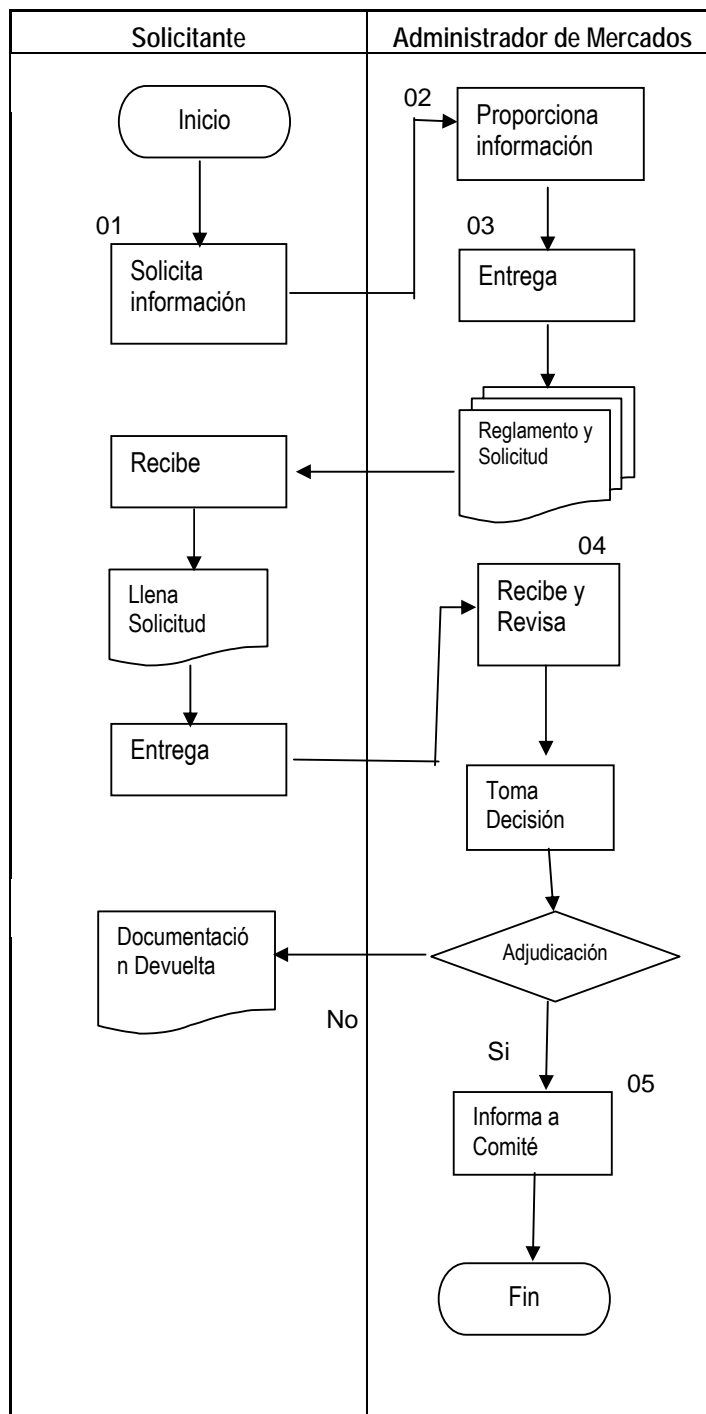 Solicitante
Administrador de Mercados
Inicio
02
Proporciona
información
01
Solicita
información
03
Entrega
Reglamento y
Solicitud
Recibe
Llena
Solicitud
04
Recibe y
Revisa
Entrega
Toma
Decisión
Adjudicación
Documentació
n Devuelta
No
Si
05
Informa a
Comité
Fin